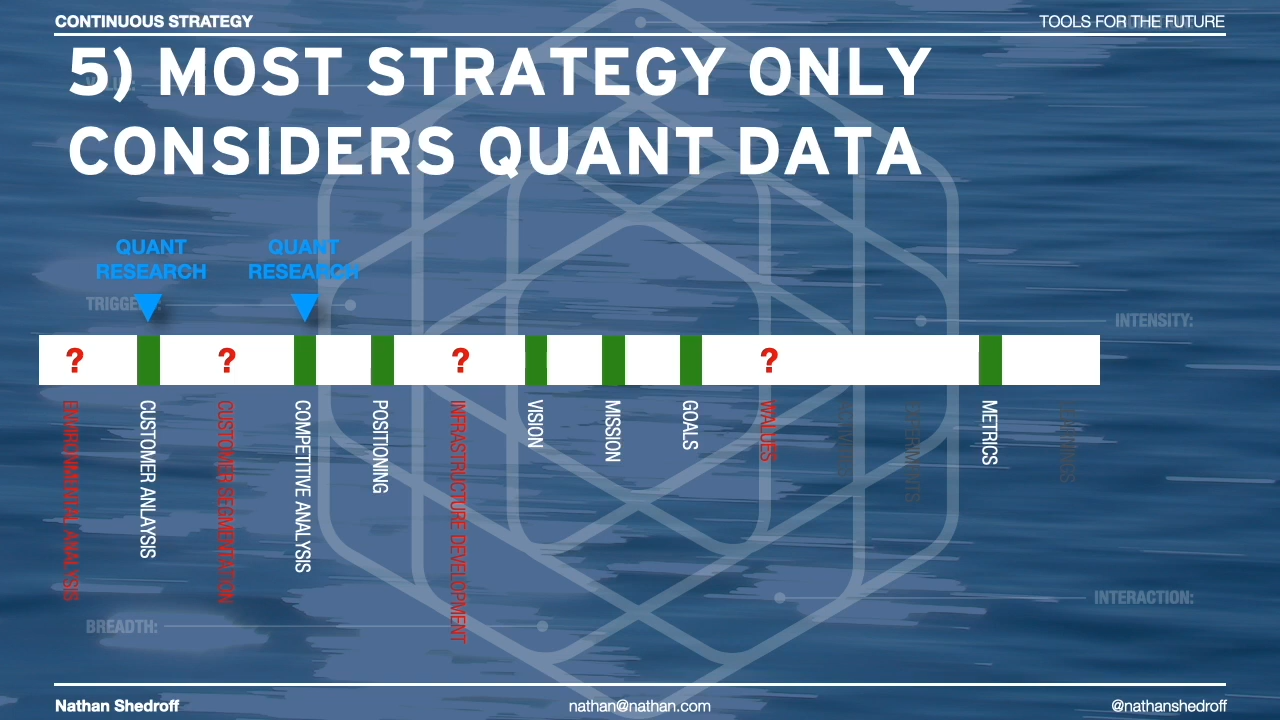 CONTINUOUS STRATEGY
TOOLS FOR THE FUTURE
5) MOST STRATEGY ONLY
CONSIDERS QUANT DATA
QUANT
RESEARCH
QUANT
RESEARCH
INTENSITY:
?
?
?
?
ENVIRONMENTAL ANALYSIS
CUSTOMER ANLAYSIS
CUSTOMER SEGMENTATION
COMPETITIVE ANALYSIS
POSITIONING
INFRASTRUCTURE DEVELOPMENT
VISION
MISSION
GOALS
VALUES
METRICS
INTERACTION:
BREADTH:
Nathan Shedroff
nathan@nathan.com
@nathanshedroff